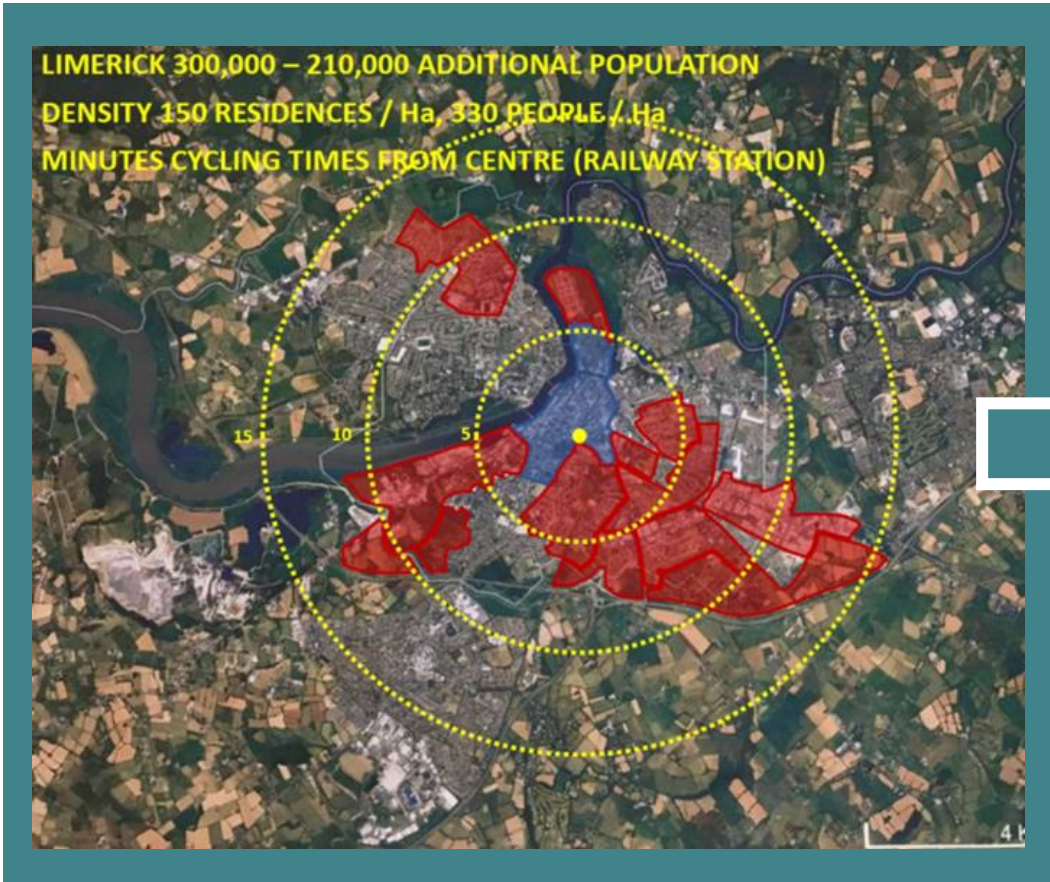 LIMERICK 300,000 – 210,000 ADDITIONAL POPULATION
DENSITY 150 RESIDENCES / Ha, 330 PEOPLE / Ha
MINUTES CYCLING TIMES FROM CENTRE (RAILWAY STATION)
15 10 5
4